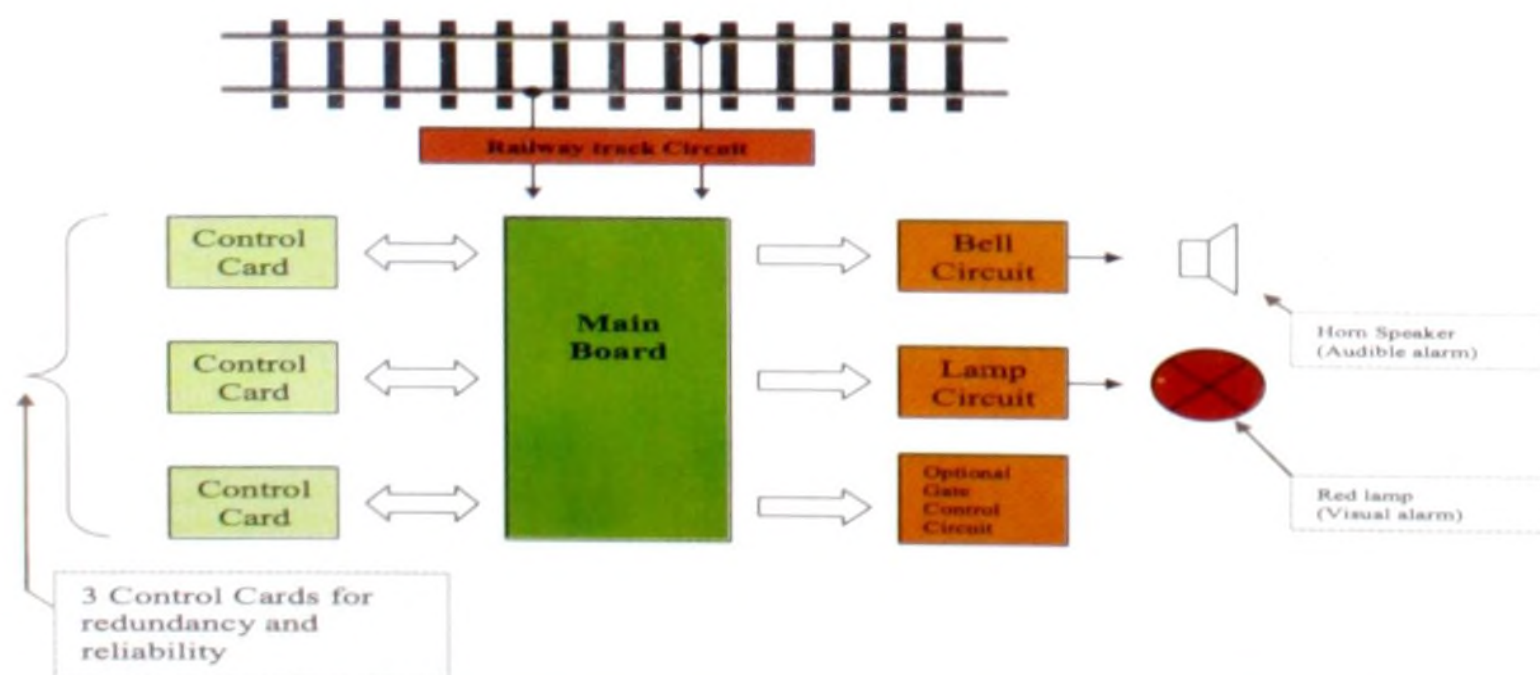 Railway track Circuit
Control
Card
Main
Board
Bell
Circuit
Horn Speaker
(Audible alarm)
Control
Card
Lamp
Circuit
Control
Card
Optional
Gate
Control
Circuit
Red lamp
(Visual alarm)
3 Control Cards for
redundancy and
reliability